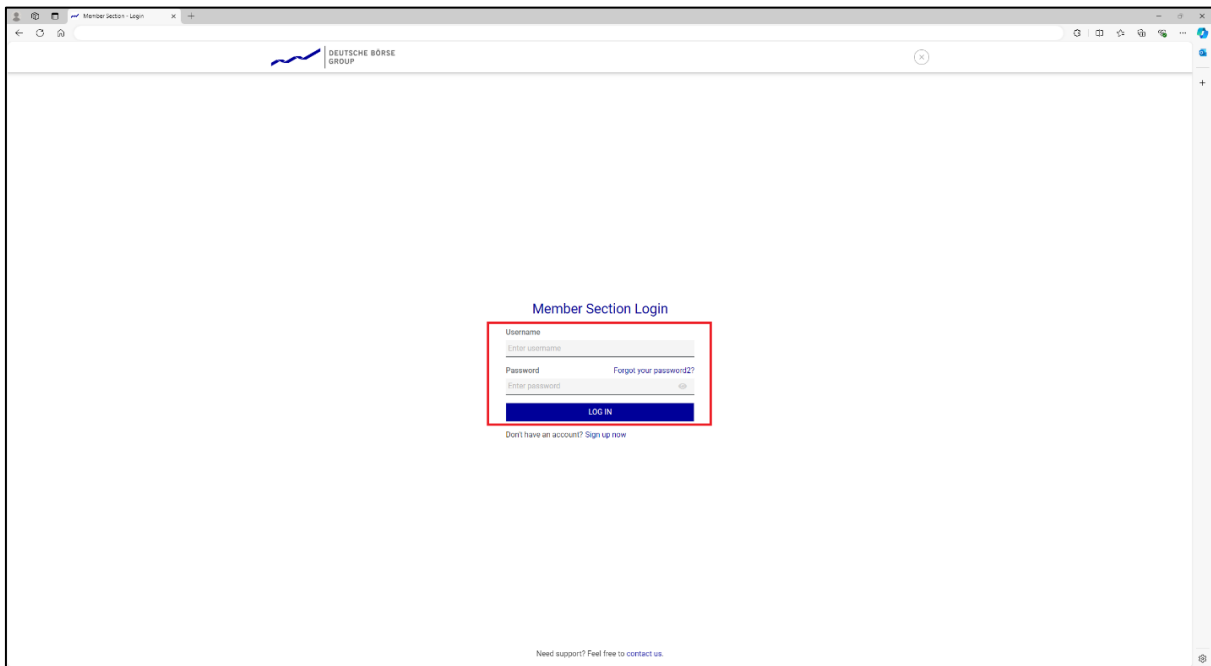 Member Section - Login
DEUTSCHE BÖRSE
GROUP
Member Section Login
Username
Enter username
Password Forgot your password2?
Enter password
LOG IN
Don't have an account? Sign up now
Need support? Feel free to contact us.